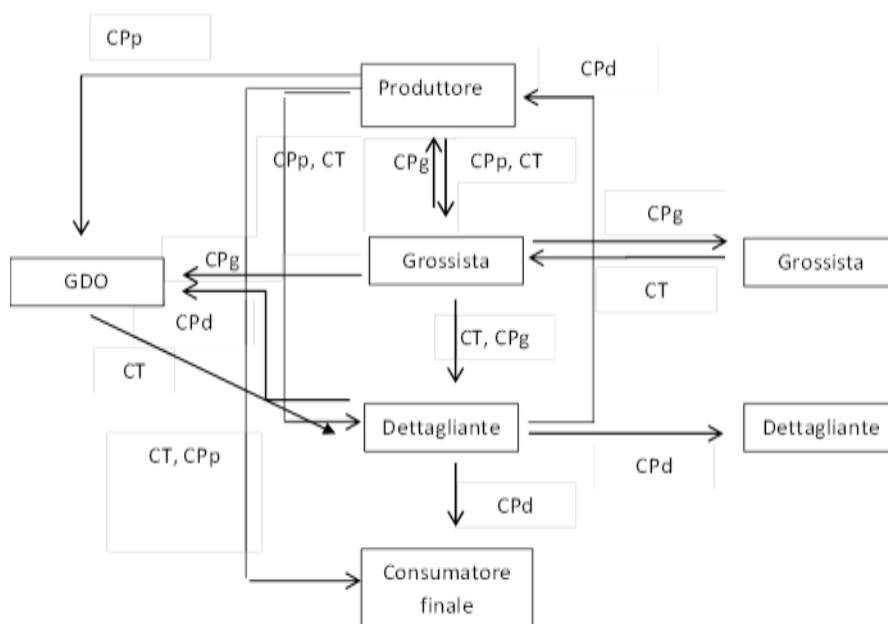 CPp
CPd
Produttore
CPp, CT
CPg
CPp, CT
CPg
CPg
Grossista
Grossista
GDO
CT
CPd
CT, CPg
CT
Dettagliante
Dettagliante
CT, CPp
CPd
CPd
Consumatore
finale